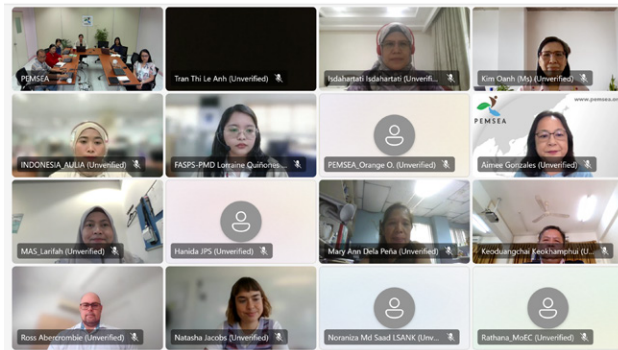 PEMSEA
Tran Thi Le Anh (Unverified)
Isdahartati Isdahartati (Unverifi...
Kim Oanh (Ms) (Unverified)
INDONESIA_AULIA (Unverified)
FASPS-PMD Lorraine Quiñones ...
PEMSEA_Orange O. (Unverified)
www.pemsea.or
PEMSEA
Aimee Gonzales (Unverified)
MAS_Larifah (Unverified)
Hanida JPS (Unverified)
Mary Ann Dela Peña (Unverified)
Keoduangchai Keokhamphui (U...
Ross Abercrombie (Unverified)
Natasha Jacobs (Unverified)
Noraniza Md Saad LSANK (Unv...
Rathana_MoEC (Unverified)